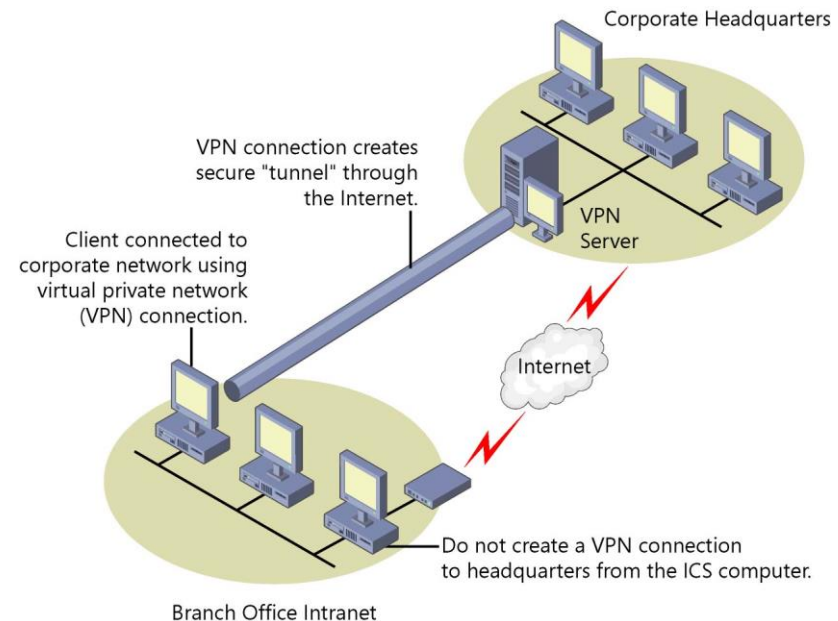 Corporate Headquarters
VPN connection creates
secure "tunnel" through
the Internet.
VPN
Server
Client connected to
corporate network using
virtual private network
(VPN) connection.
Internet
Do not create a VPN connection
to headquarters from the ICS computer.
Branch Office Intranet